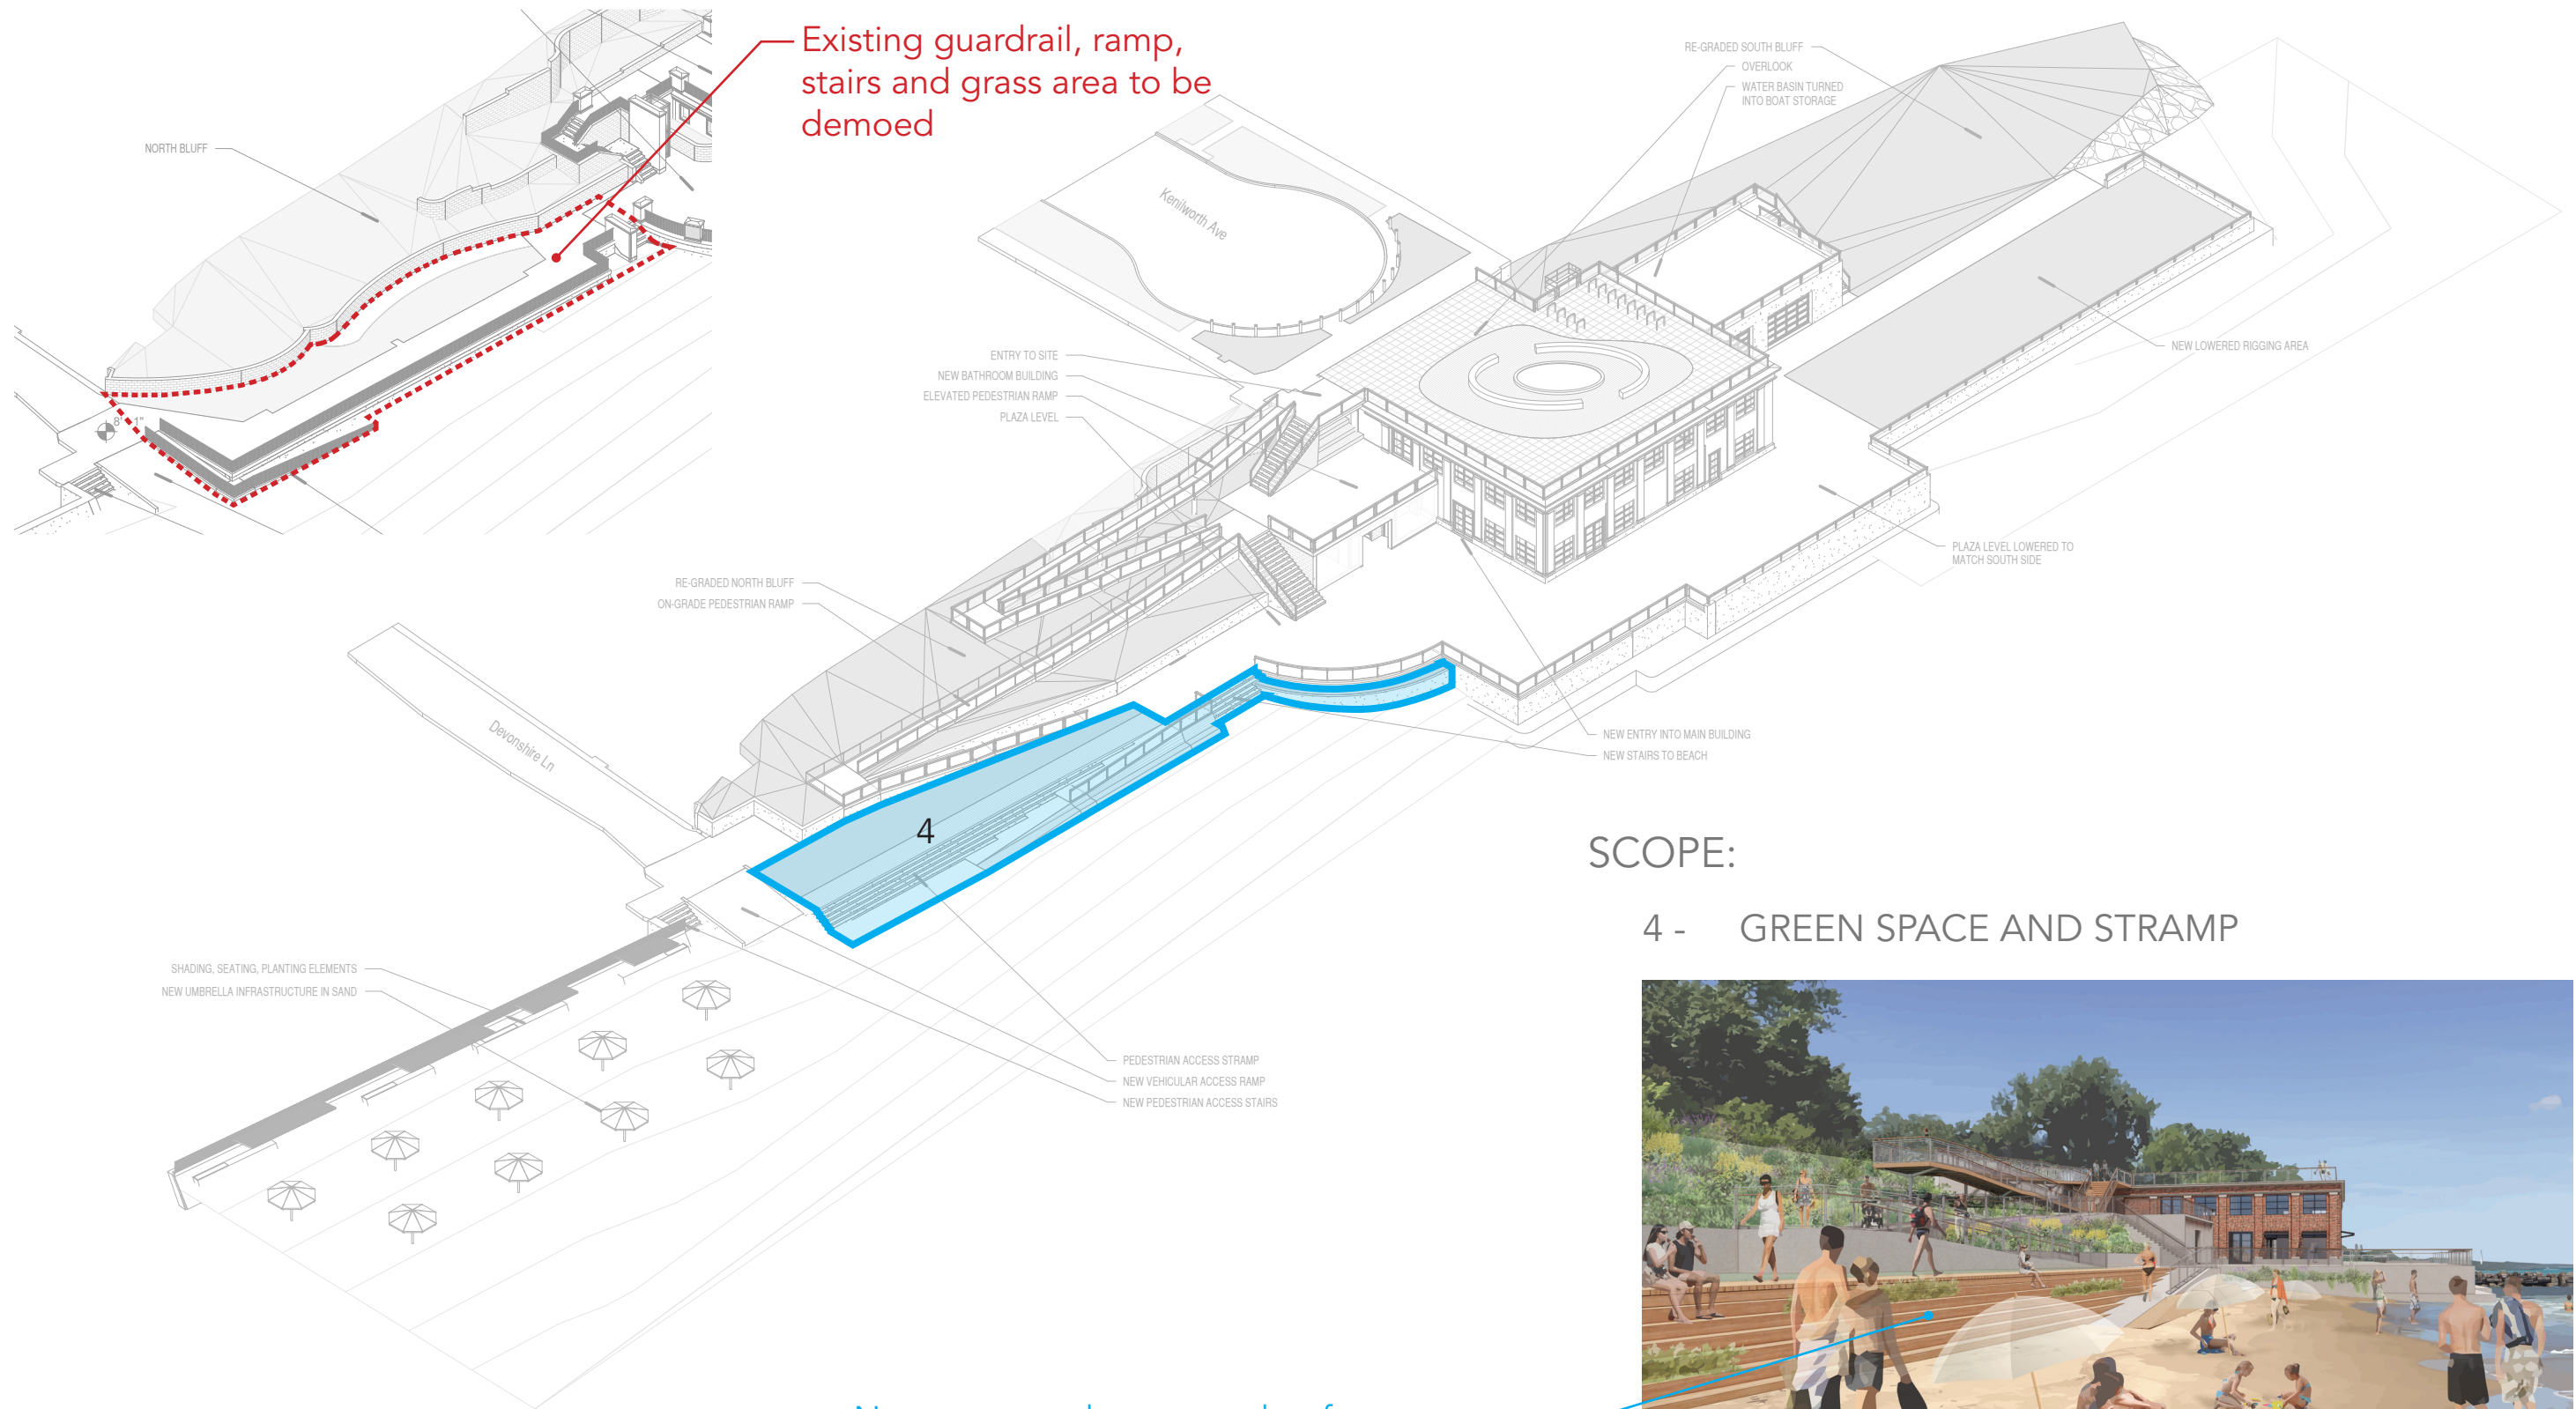 Existing guardrail, ramp,
stairs and grass area to be
demoed
NORTH BLUFF
8' 1"
RE-GRADED SOUTH BLUFF
OVERLOOK
WATER BASIN TURNED
INTO BOAT STORAGE
Kenilworth Ave
ENTRY TO SITE
NEW BATHROOM BUILDING
ELEVATED PEDESTRIAN RAMP
PLAZA LEVEL
NEW LOWERED RIGGING AREA
PLAZA LEVEL LOWERED TO
MATCH SOUTH SIDE
RE-GRADED NORTH BLUFF
ON-GRADE PEDESTRIAN RAMP
Devonshire Ln
NEW ENTRY INTO MAIN BUILDING
NEW STAIRS TO BEACH
4
SCOPE:
4 - GREEN SPACE AND STRAMP
SHADING, SEATING, PLANTING ELEMENTS
NEW UMBRELLA INFRASTRUCTURE IN SAND
PEDESTRIAN ACCESS STRAMP
NEW VEHICULAR ACCESS RAMP
NEW PEDESTRIAN ACCESS STAIRS